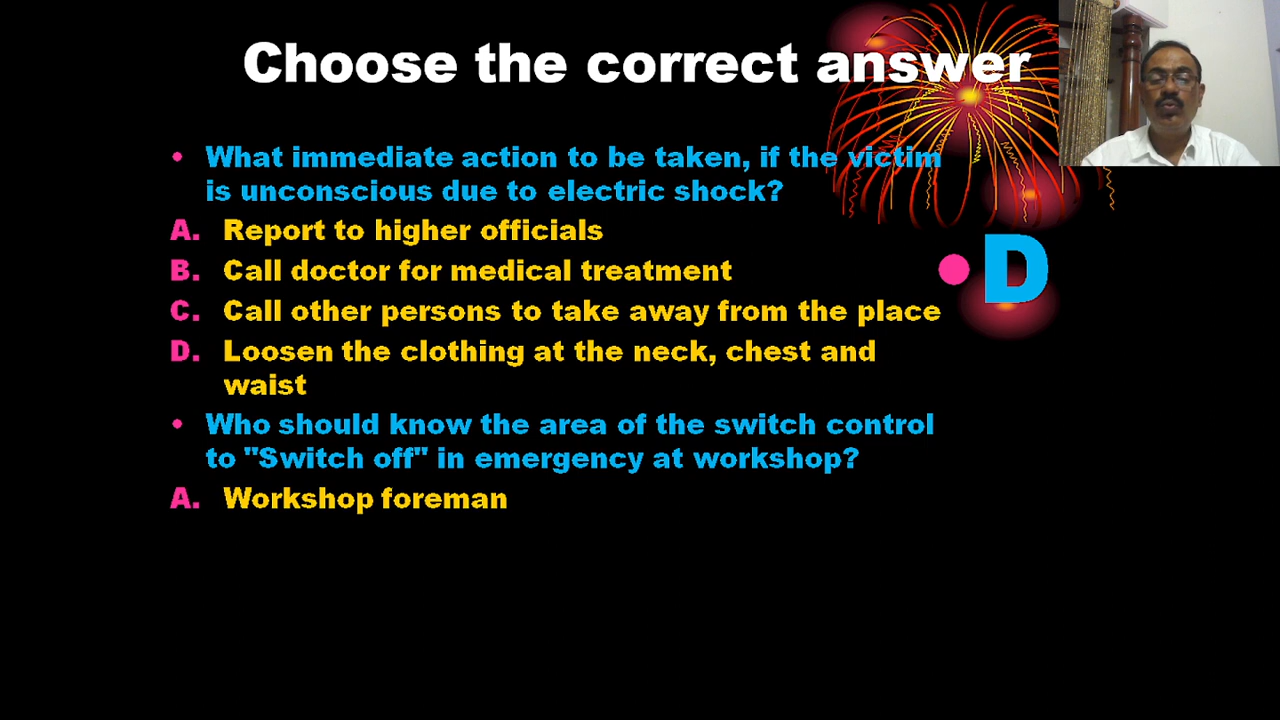 Choose the correct answer
• What immediate action to be taken, if the victim
is unconscious due to electric shock?
A. Report to higher officials
B. Call doctor for medical treatment
C. Call other persons to take away from the place
D. Loosen the clothing at the neck, chest and
waist
• Who should know the area of the switch control
to "Switch off" in emergency at workshop?
A. Workshop foreman
• D